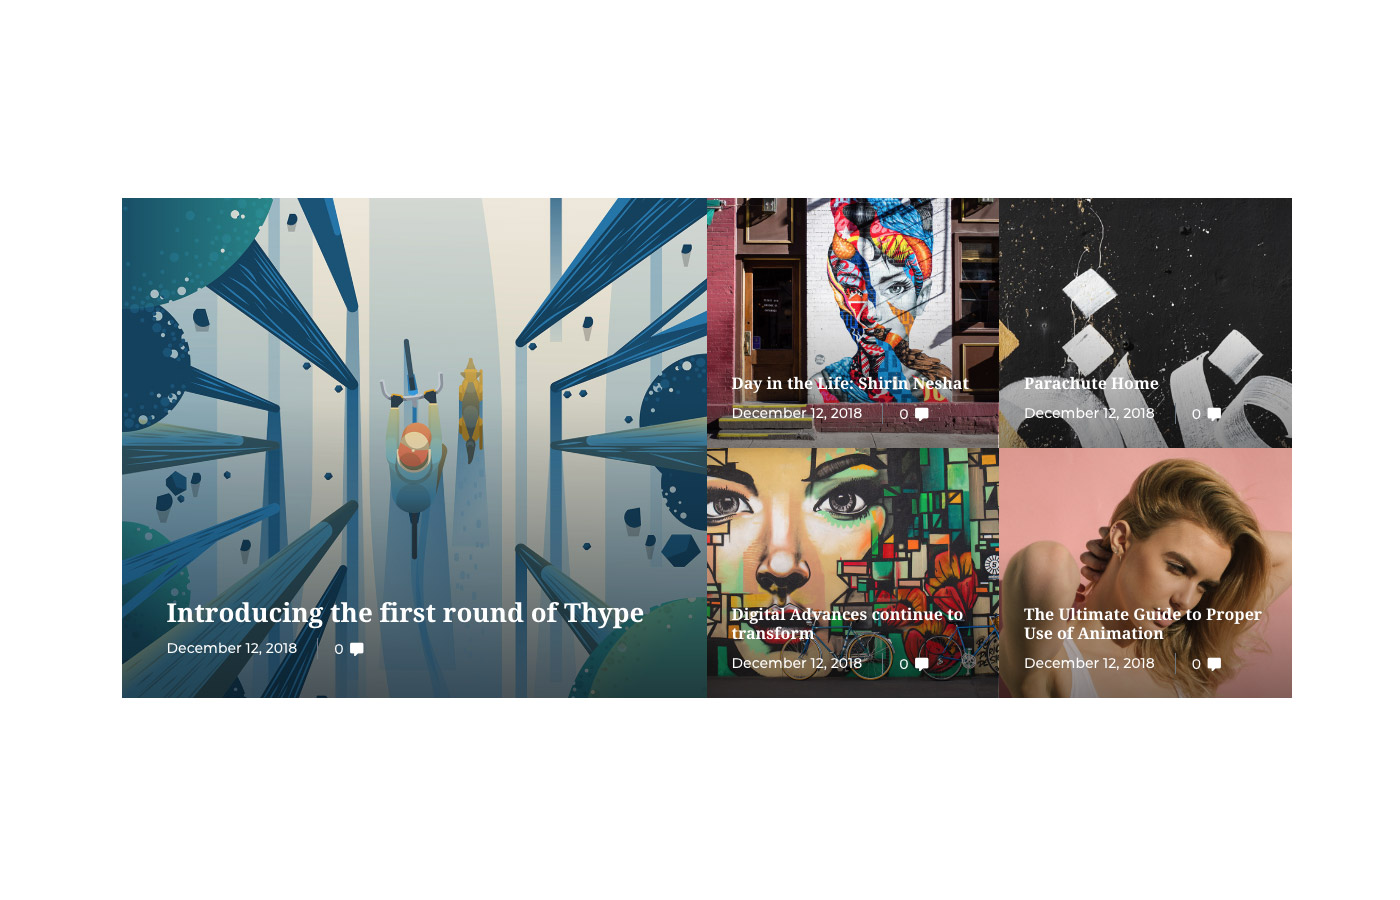 Introducing the first round of Thype
December 12, 2018 0
Day in the Life: Shirin Neshat
December 12, 2018 0
Parachute Home
December 12, 2018 0
Digital Advances continue to
transform
December 12, 2018 0
The Ultimate Guide to Proper
Use of Animation
December 12, 2018 0